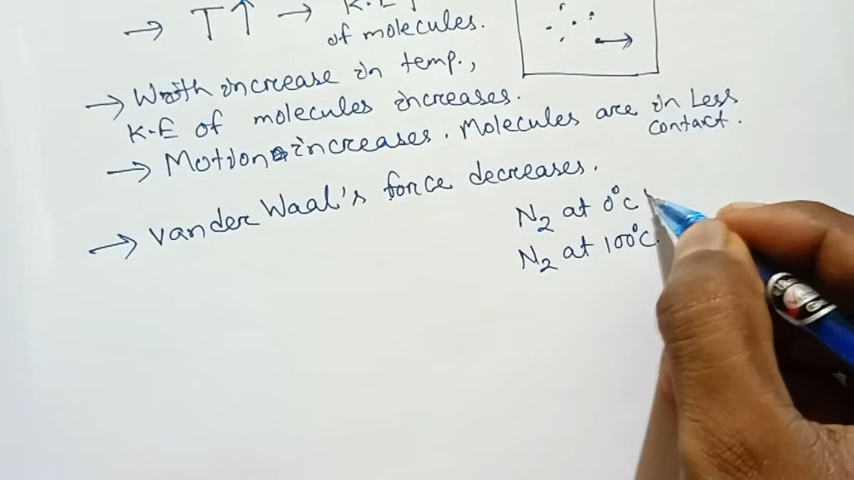 → T↑ → K.E↑
of molecules.
→ With increase in temp.,
K.E of molecules increases.
→ Motion increases. Molecules are in Less
contact.
→ Vander Waal's force decreases.
N2 at 0°C
N2 at 100°C.